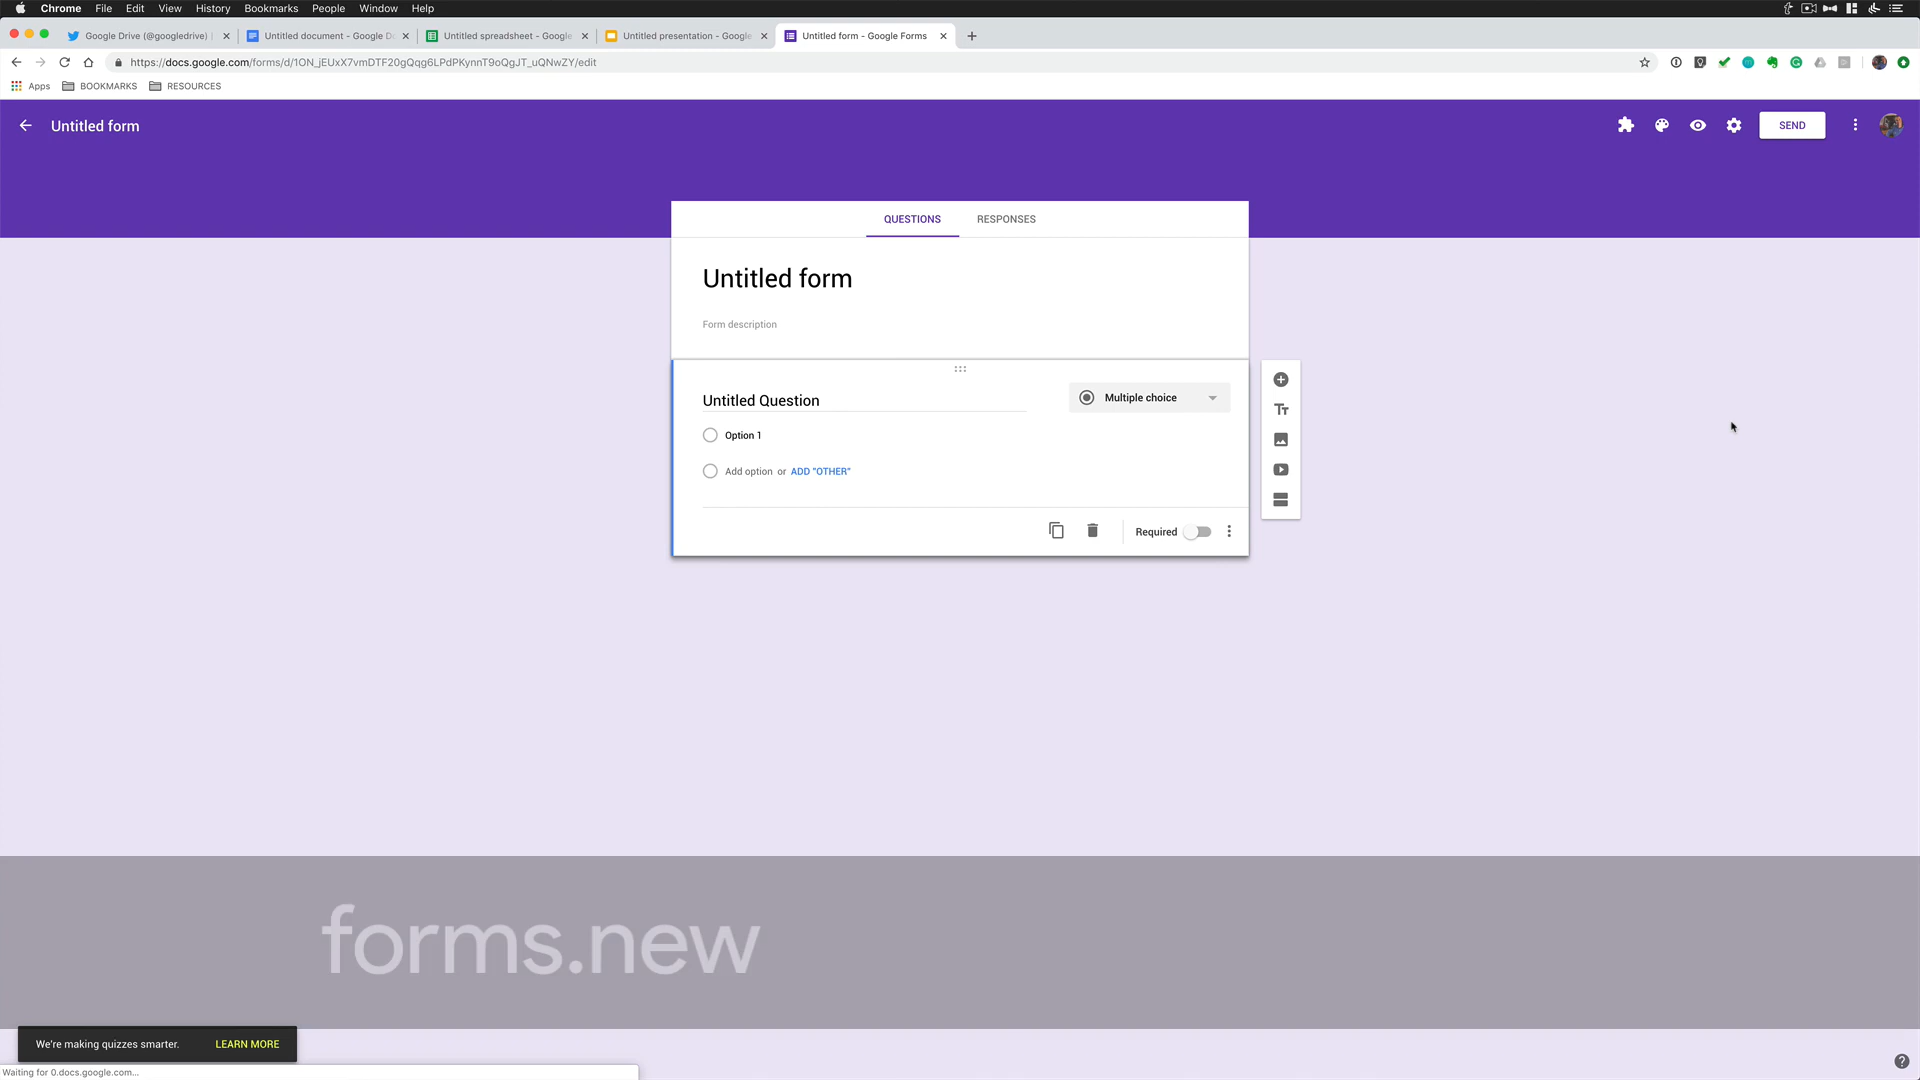 Chrome File Edit View History Bookmarks People Window Help
Google Drive (@googledrive) Untitled document - Google D Untitled spreadsheet - Google Untitled presentation - Google Untitled form - Google Forms
https://docs.google.com/forms/d/1ON_jEUxX7vmDTF20gQqg6LPdPKynnT9oQgJT_uQNwZY/edit
Apps BOOKMARKS RESOURCES
Untitled form SEND
QUESTIONS RESPONSES
Untitled form
Form description
Untitled Question Multiple choice
Option 1
Add option or ADD "OTHER"
Required
forms.new
We're making quizzes smarter. LEARN MORE
Waiting for 0.docs.google.com...